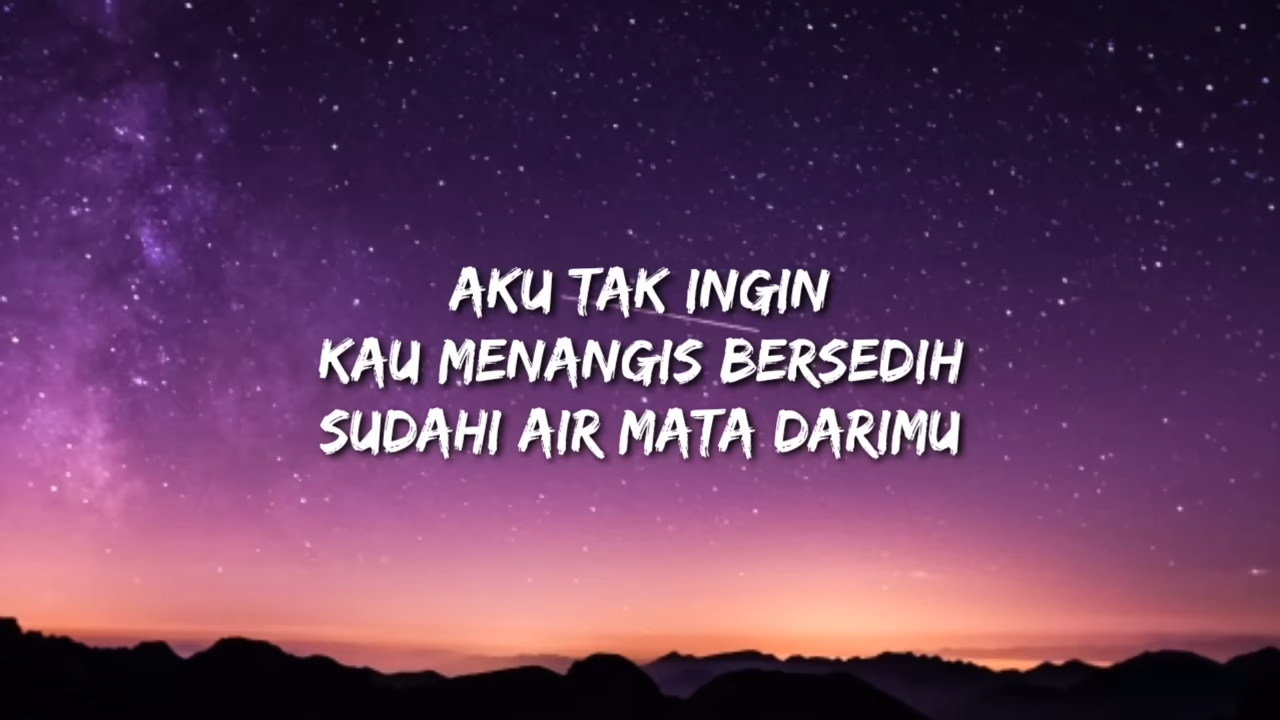 AKU TAK INGIN
KAU MENANGIS BERSEDIH
SUDAHI AIR MATA DARIMU